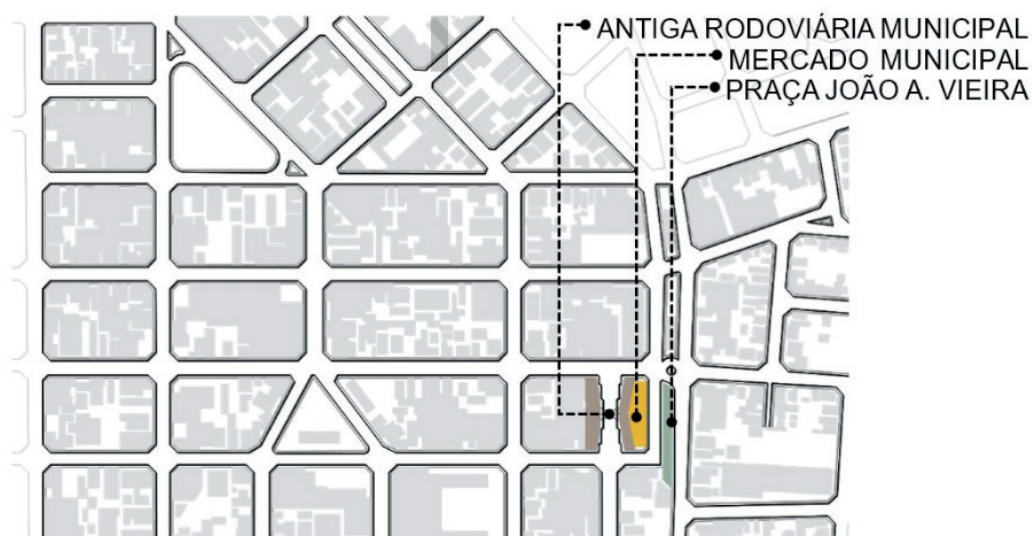 ANTIGA RODOVIÁRIA MUNICIPAL
MERCADO MUNICIPAL
PRAÇA JOÃO A. VIEIRA